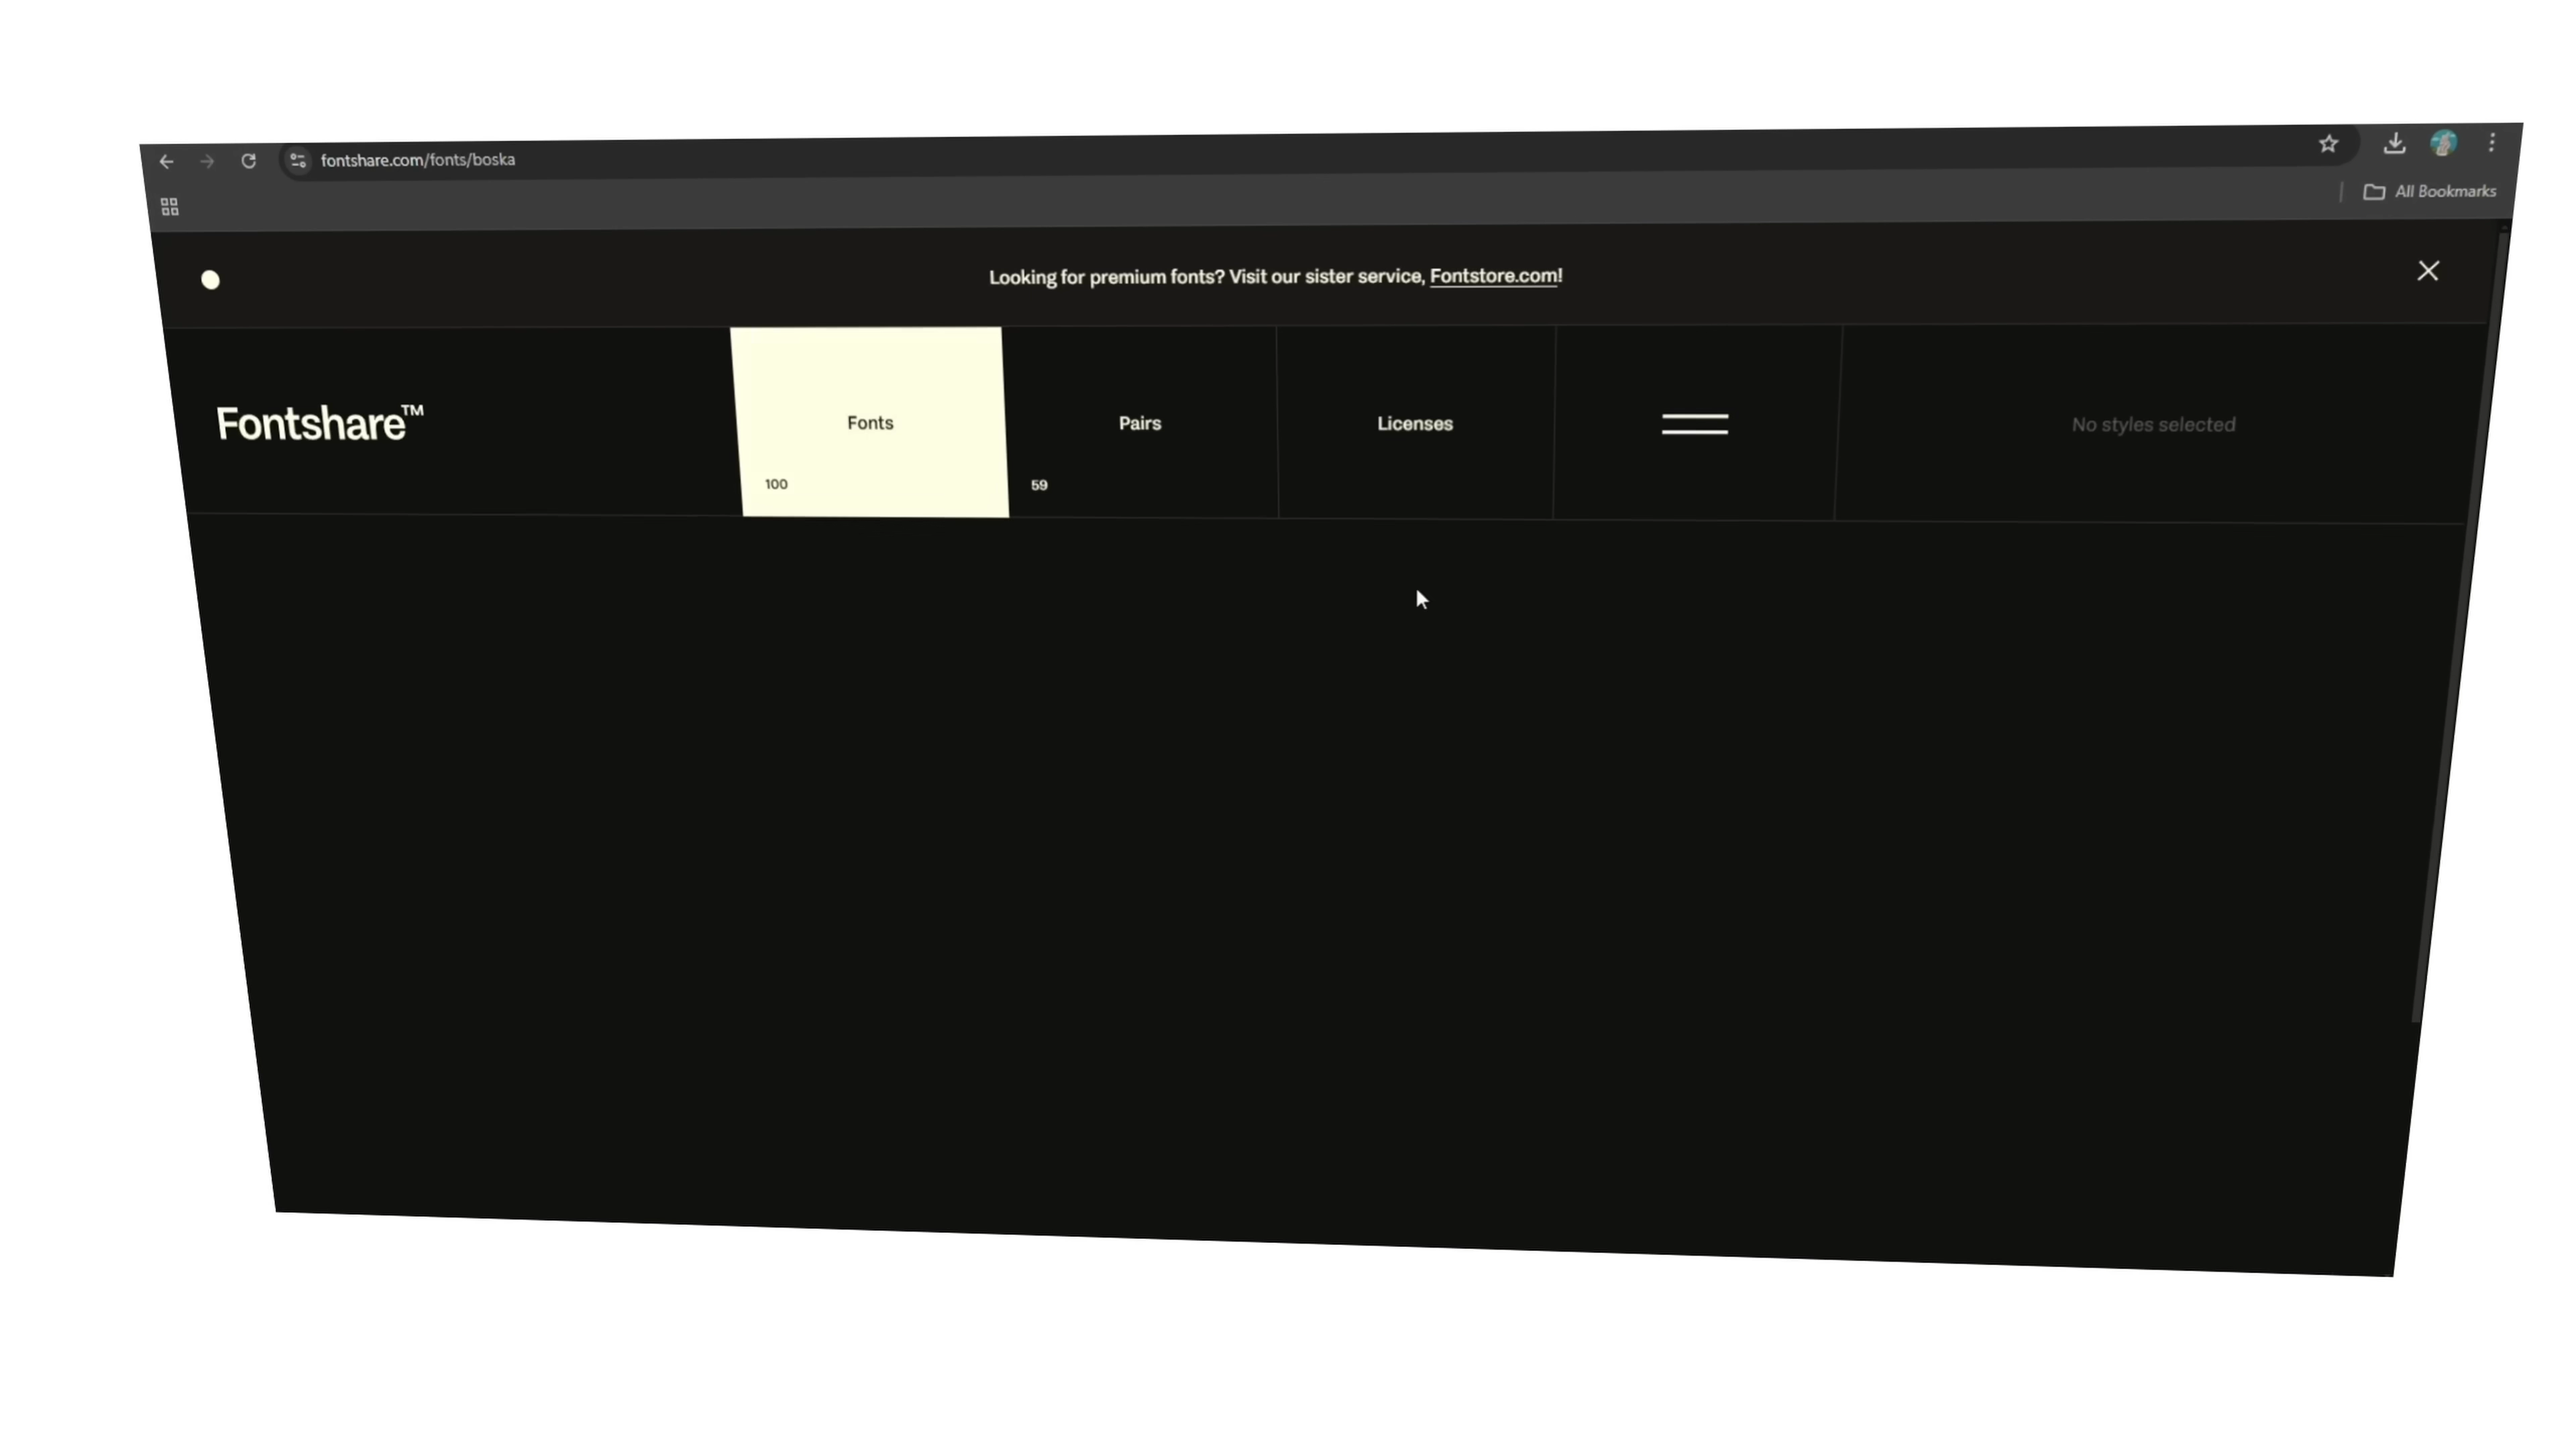 fontshare.com/fonts/boska
All Bookmarks
Looking for premium fonts? Visit our sister service, Fontstore.com!
Fontshare™
Fonts
100
Pairs
59
Licenses
No styles selected